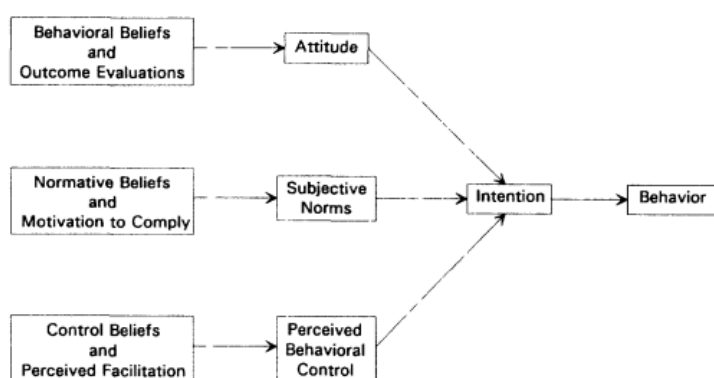 Behavioral Beliefs
and
Outcome Evaluations
Attitude
Normative Beliefs
and
Motivation to Comply
Subjective
Norms
Intention
Behavior
Control Beliefs
and
Perceived Facilitation
Perceived
Behavioral
Control